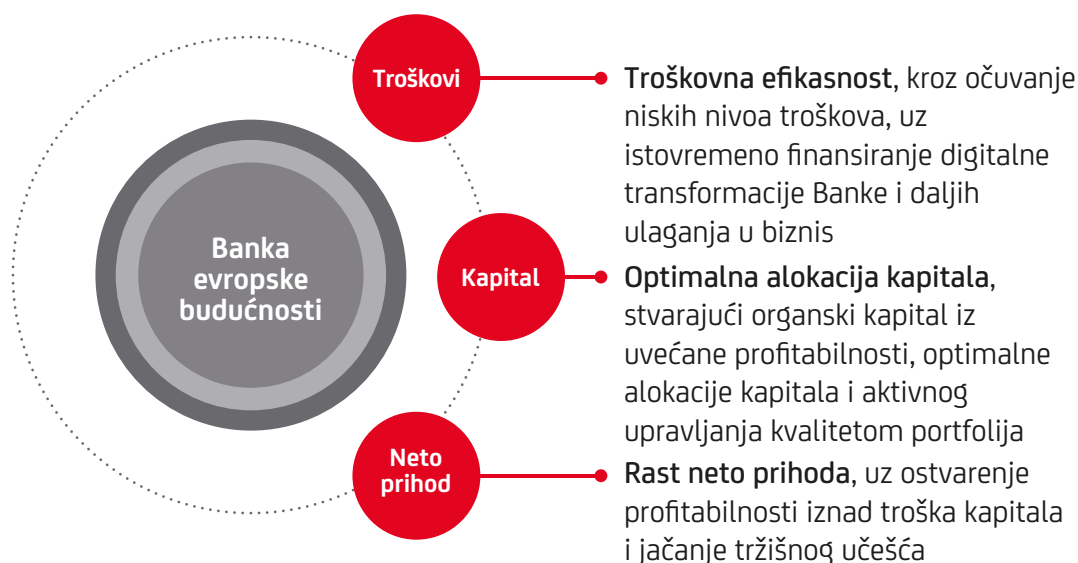 Banka
evropske
budućnosti
Troškovi
Troškovna efikasnost, kroz očuvanje
niskih nivoa troškova, uz
istovremeno finansiranje digitalne
transformacije Banke i daljih
ulaganja u biznis
Kapital
Optimalna alokacija kapitala,
stvarajući organski kapital iz
uvećane profitabilnosti, optimalne
alokacije kapitala i aktivnog
upravljanja kvalitetom portfolija
Neto
prihod
Rast neto prihoda, uz ostvarenje
profitabilnosti iznad troška kapitala
i jačanje tržišnog učešća